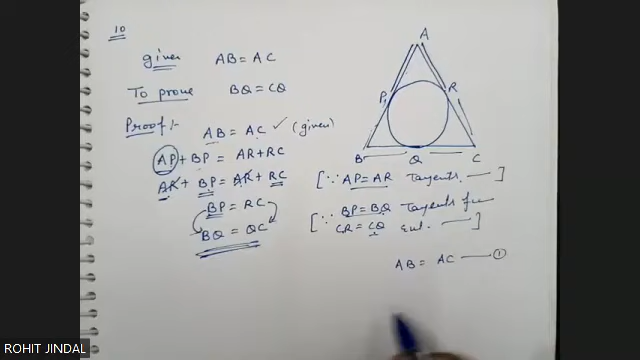 10
given AB = AC
To prove BQ = CQ
Proof :-
AB = AC ✓ (given)
AP + BP = AR + RC
AR + BP = AR + RC
BP = RC
BQ = QC
A
P
R
B
Q
C
[∵ AP = AR Tangents — ]
[∵ BP = BQ Tangents
CR = CQ ext. — ]
AB = AC — ①
ROHIT JINDAL